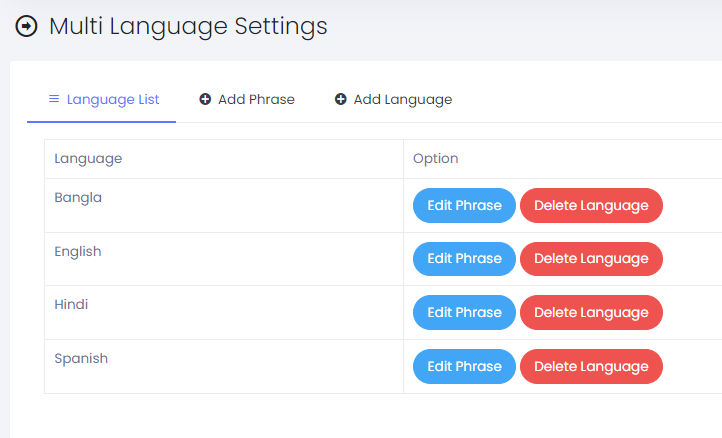 Multi Language Settings
Language List Add Phrase Add Language
Language Option
Bangla Edit Phrase Delete Language
English Edit Phrase Delete Language
Hindi Edit Phrase Delete Language
Spanish Edit Phrase Delete Language